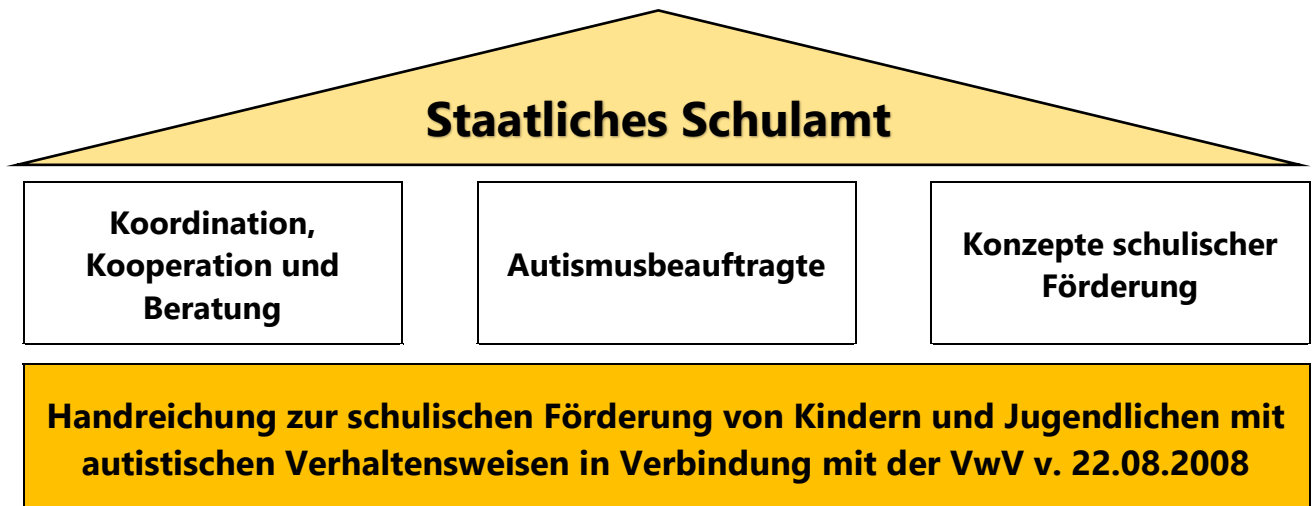 Staatliches Schulamt
Koordination,
Kooperation und
Beratung
Autismusbeauftragte
Konzepte schulischer
Förderung
Handreichung zur schulischen Förderung von Kindern und Jugendlichen mit
autistischen Verhaltensweisen in Verbindung mit der VwV v. 22.08.2008